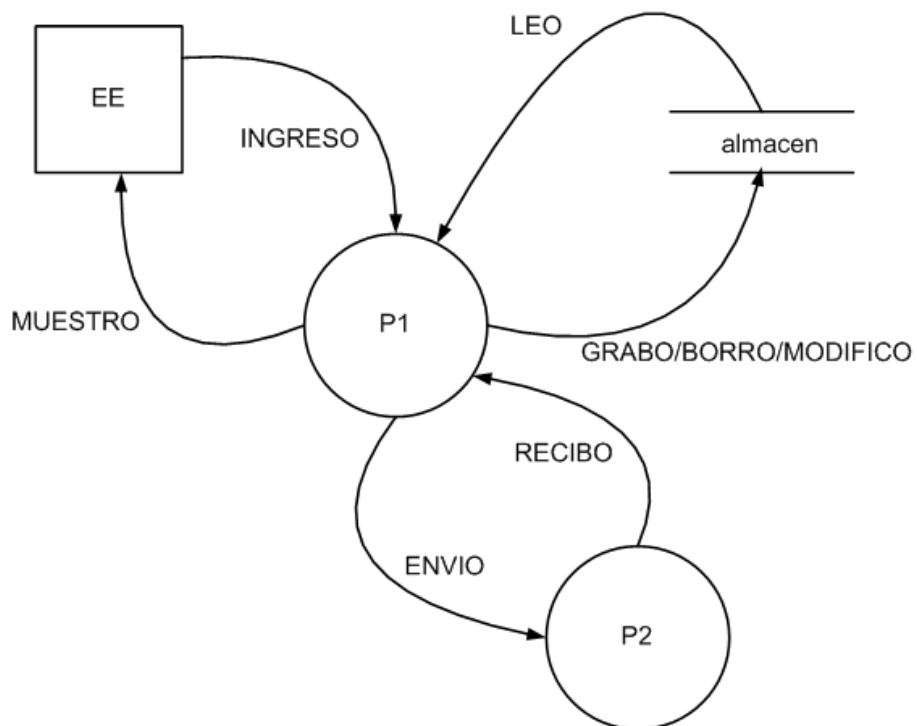 LEO
EE
INGRESO
almacen
MUESTRO
P1
GRABO/BORRO/MODIFICO
RECIBO
ENVIO
P2